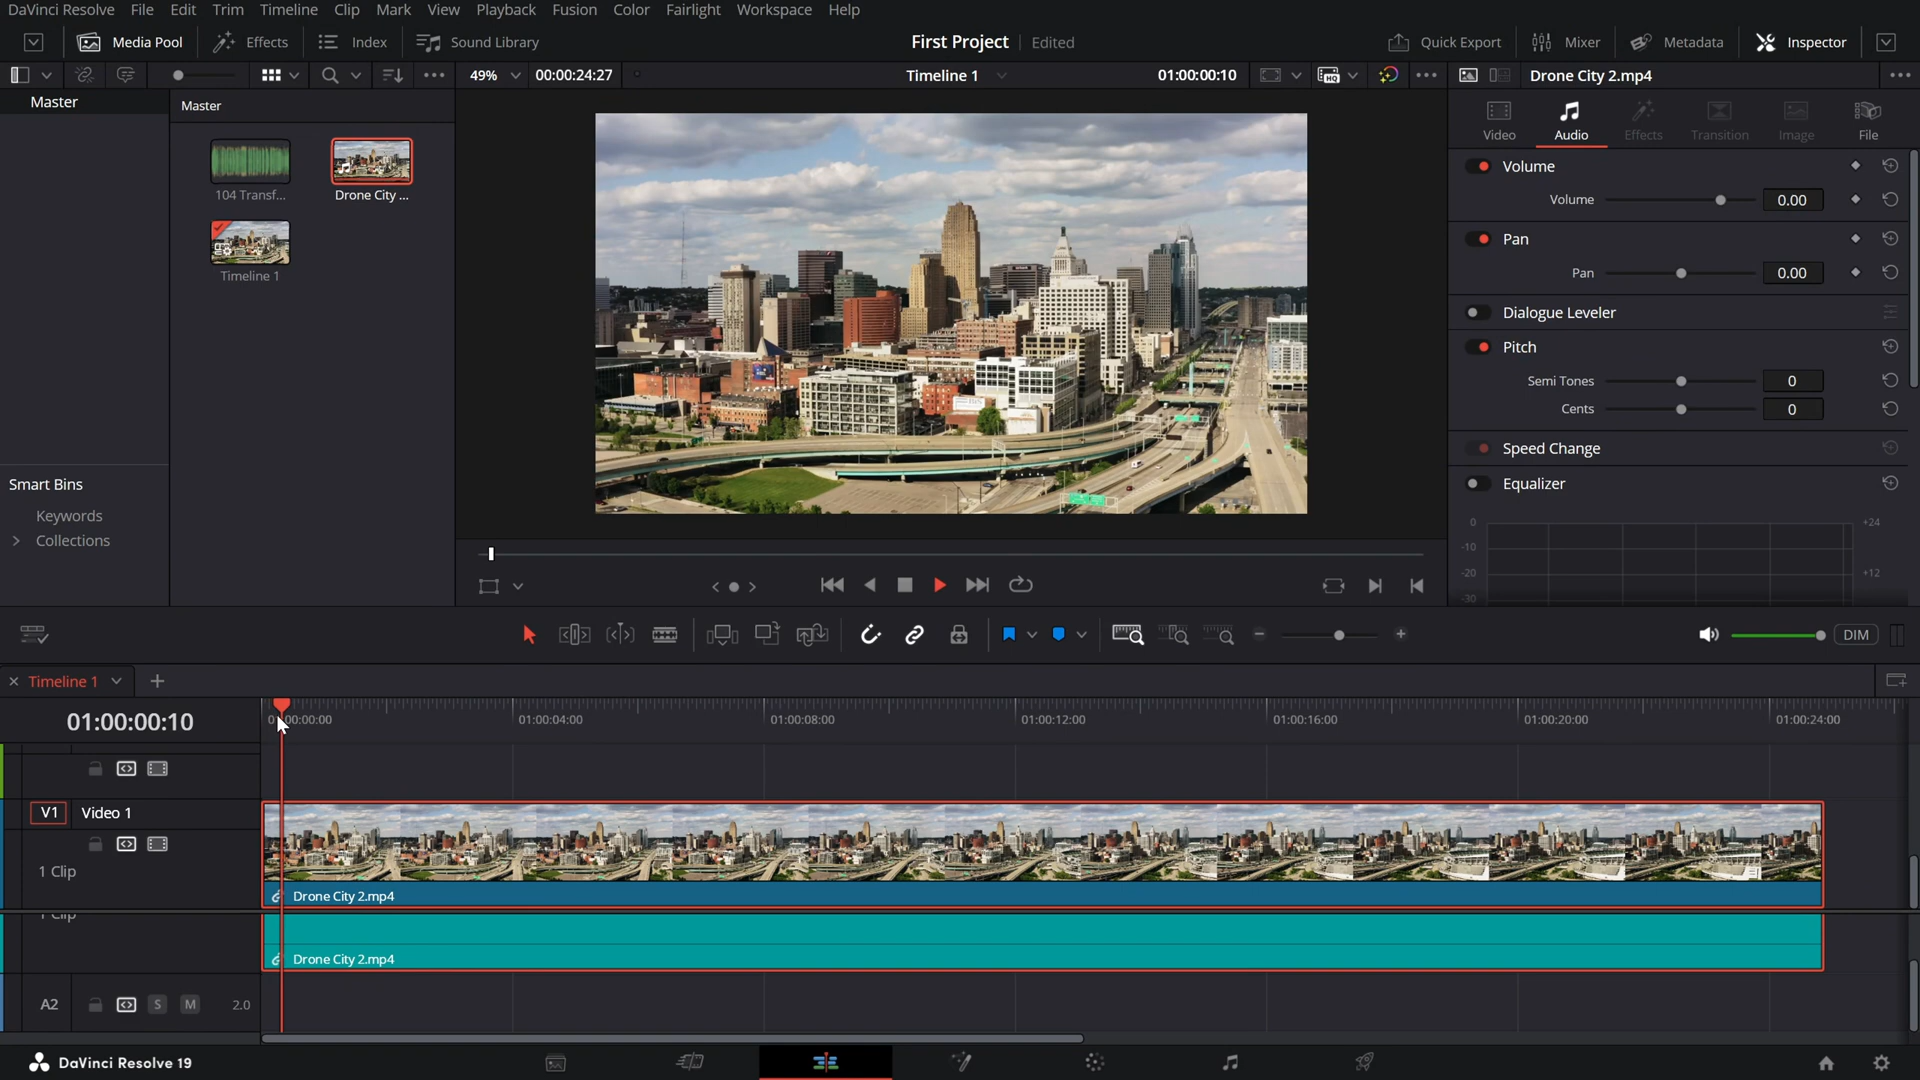 DaVinci Resolve File Edit Trim Timeline Clip Mark View Playback Fusion Color Fairlight Workspace Help
Media Pool Effects Index Sound Library First Project Edited Quick Export Mixer Metadata Inspector
49% 00:00:24:27 Timeline 1 01:00:00:10 HQ Drone City 2.mp4
Master
Master
104 Transf...
Drone City ...
Timeline 1
Smart Bins
Keywords
Collections
Video Audio Effects Transition Image File
Volume
Volume 0.00
Pan
Pan 0.00
Dialogue Leveler
Pitch
Semi Tones 0
Cents 0
Speed Change
Equalizer
0 +24
-10
-20 +12
-30
DIM
Timeline 1
01:00:00:10
01:00:04:00 01:00:08:00 01:00:12:00 01:00:16:00 01:00:20:00 01:00:24:00
V1 Video 1
1 Clip
Drone City 2.mp4
1 Clip
Drone City 2.mp4
A2 S M 2.0
DaVinci Resolve 19